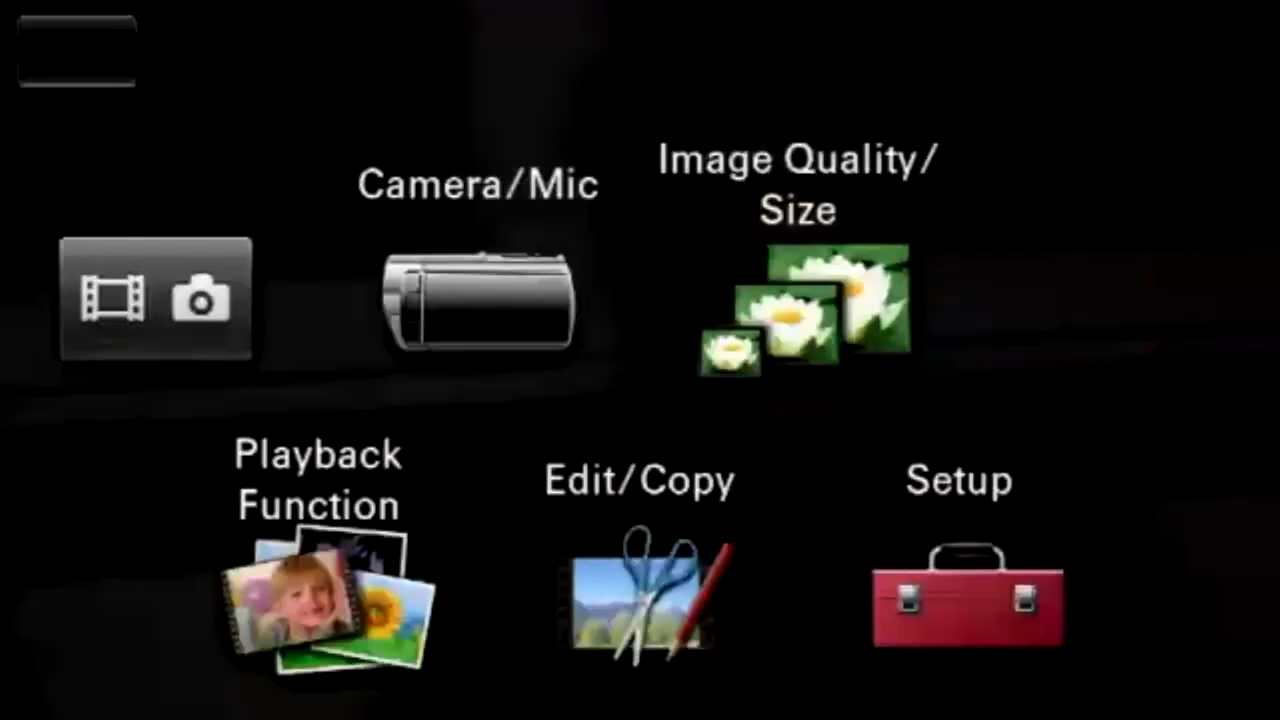 Camera/Mic
Image Quality/
Size
Playback
Function
Edit/Copy
Setup